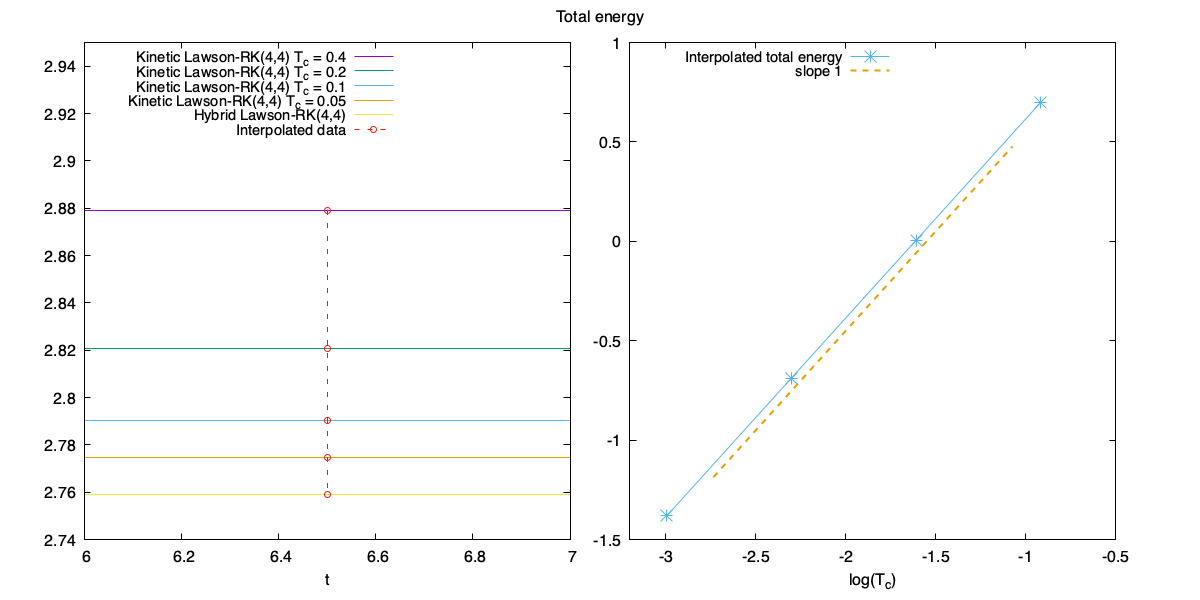 Total energy
Kinetic Lawson-RK(4,4) Tc = 0.4
Kinetic Lawson-RK(4,4) Tc = 0.2
Kinetic Lawson-RK(4,4) Tc = 0.1
Kinetic Lawson-RK(4,4) Tc = 0.05
Hybrid Lawson-RK(4,4)
Interpolated data
2.94
2.92
2.9
2.88
2.86
2.84
2.82
2.8
2.78
2.76
2.74
6 6.2 6.4 6.6 6.8 7
t
Interpolated total energy
slope 1
1
0.5
0
-0.5
-1
-1.5
-3 -2.5 -2 -1.5 -1 -0.5
log(Tc)